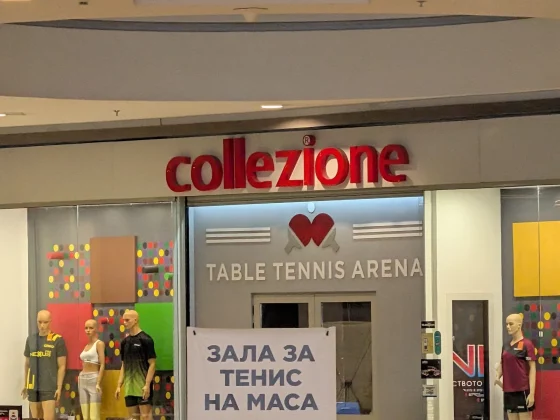 collezione®
TABLE TENNIS ARENA
ЗАЛА ЗА
ТЕНИС
НА МАСА